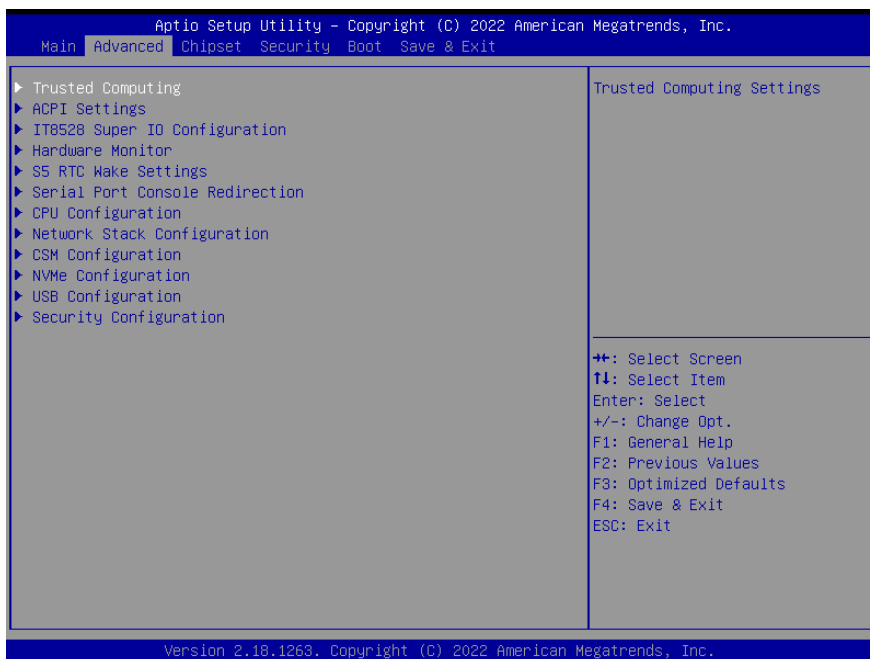 Aptio Setup Utility – Copyright (C) 2022 American Megatrends, Inc.
Main Advanced Chipset Security Boot Save & Exit
Trusted Computing
ACPI Settings
IT8528 Super IO Configuration
Hardware Monitor
S5 RTC Wake Settings
Serial Port Console Redirection
CPU Configuration
Network Stack Configuration
CSM Configuration
NVMe Configuration
USB Configuration
Security Configuration
Trusted Computing Settings
→←: Select Screen
↑↓: Select Item
Enter: Select
+/-: Change Opt.
F1: General Help
F2: Previous Values
F3: Optimized Defaults
F4: Save & Exit
ESC: Exit
Version 2.18.1263. Copyright (C) 2022 American Megatrends, Inc.